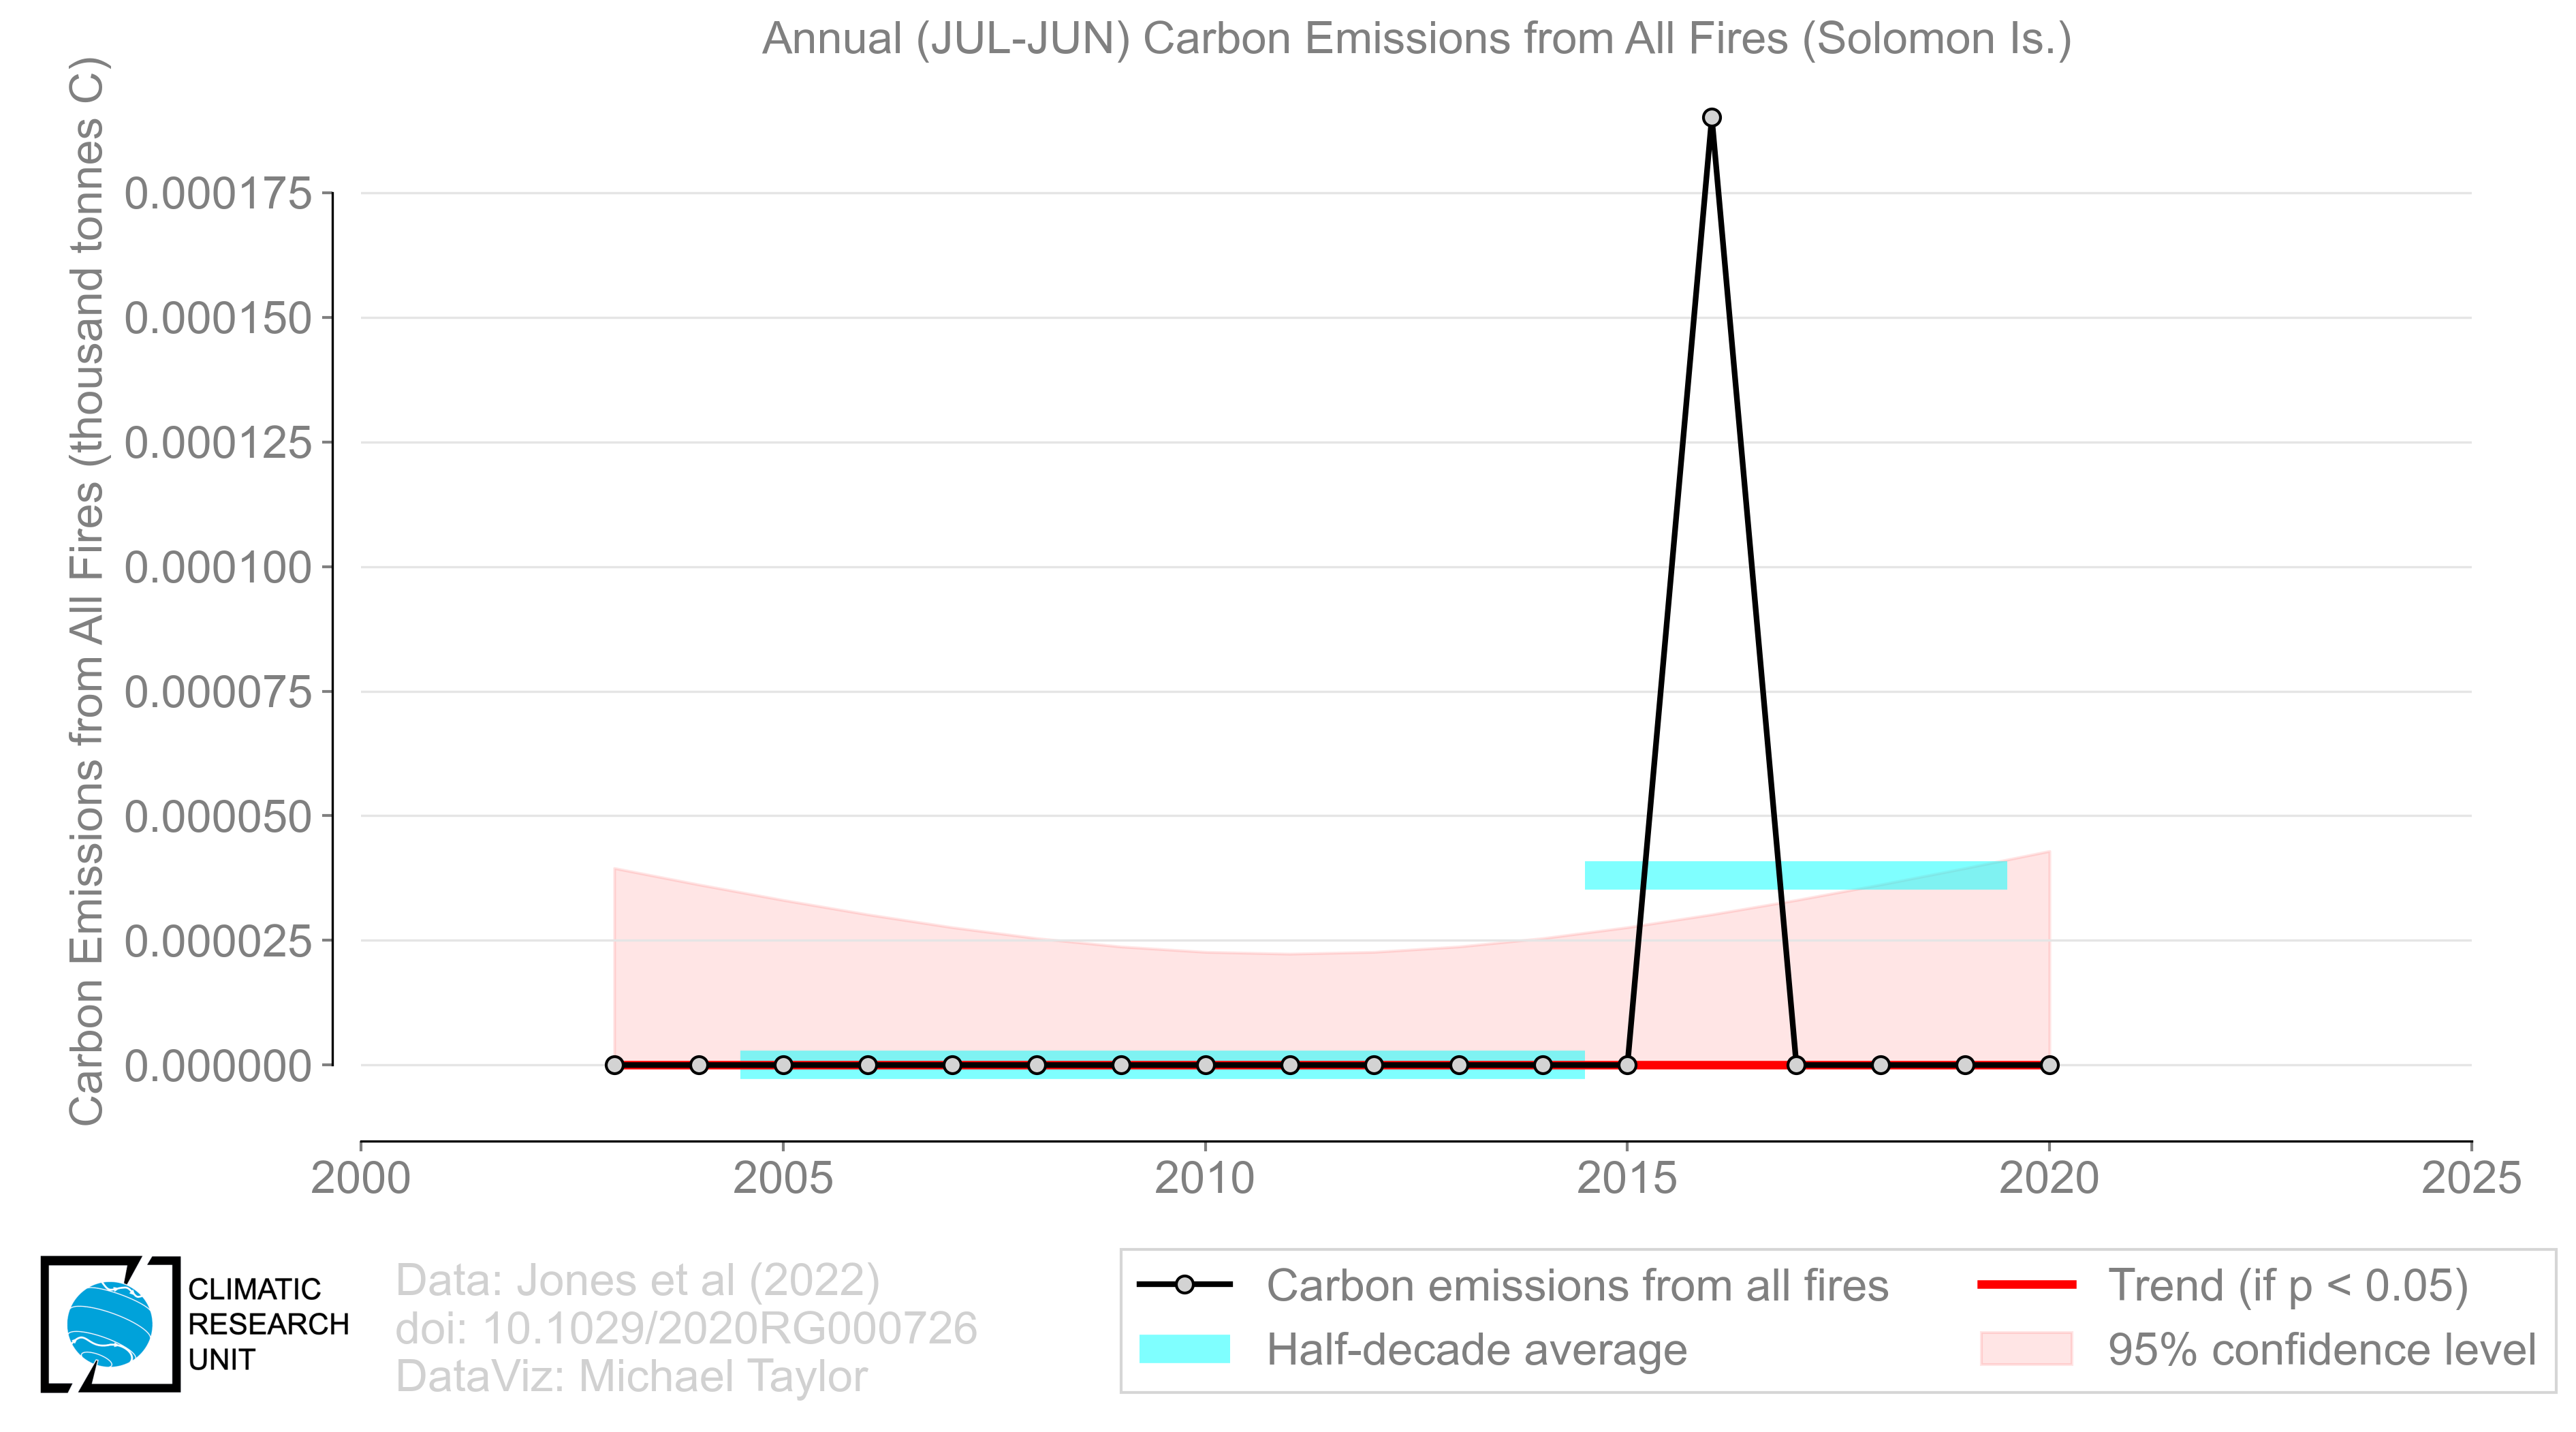 Annual (JUL-JUN) Carbon Emissions from All Fires (Solomon Is.)
Carbon Emissions from All Fires (thousand tonnes C)
0.000175
0.000150
0.000125
0.000100
0.000075
0.000050
0.000025
0.000000
2000 2005 2010 2015 2020 2025
CLIMATIC
RESEARCH
UNIT
Data: Jones et al (2022)
doi: 10.1029/2020RG000726
DataViz: Michael Taylor
Carbon emissions from all fires
Half-decade average
Trend (if p < 0.05)
95% confidence level